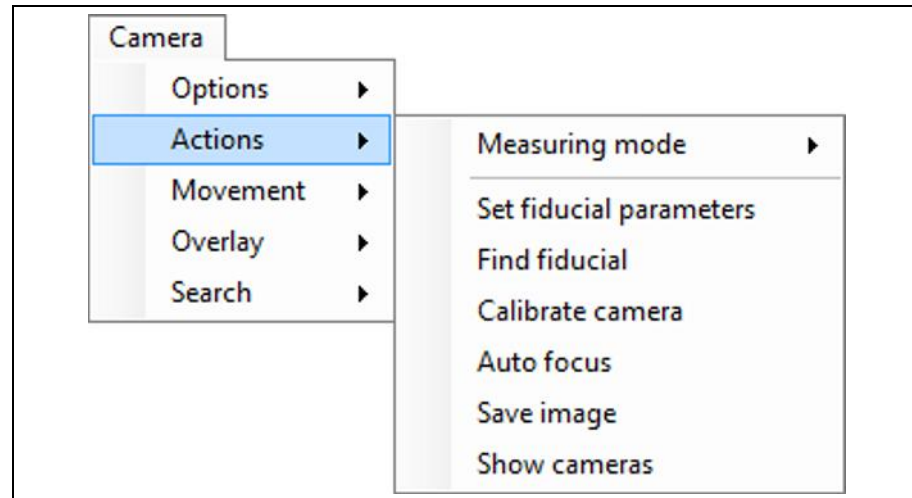 Camera
Options
Actions
Movement
Overlay
Search
Measuring mode
Set fiducial parameters
Find fiducial
Calibrate camera
Auto focus
Save image
Show cameras